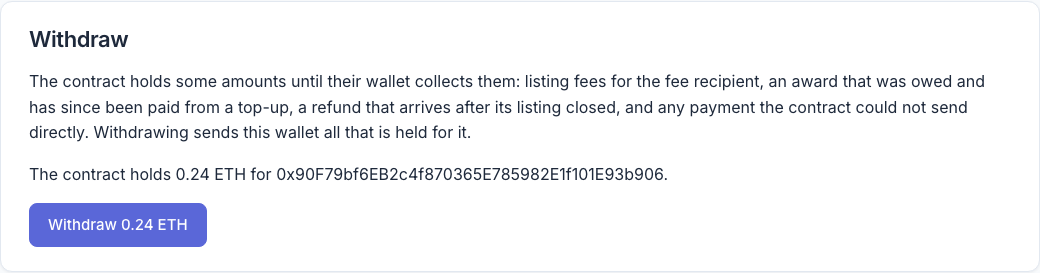 Withdraw
The contract holds some amounts until their wallet collects them: listing fees for the fee recipient, an award that was owed and
has since been paid from a top-up, a refund that arrives after its listing closed, and any payment the contract could not send
directly. Withdrawing sends this wallet all that is held for it.
The contract holds 0.24 ETH for 0x90F79bf6EB2c4f870365E785982E1f101E93b906.
Withdraw 0.24 ETH